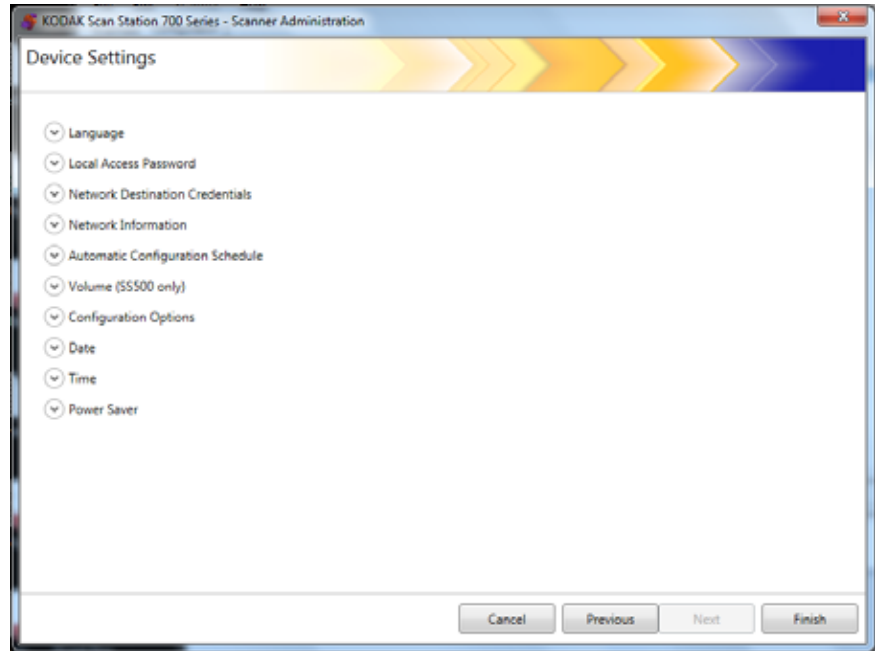 KODAK Scan Station 700 Series - Scanner Administration
Device Settings
Language
Local Access Password
Network Destination Credentials
Network Information
Automatic Configuration Schedule
Volume (SS500 only)
Configuration Options
Date
Time
Power Saver
Cancel Previous Next Finish